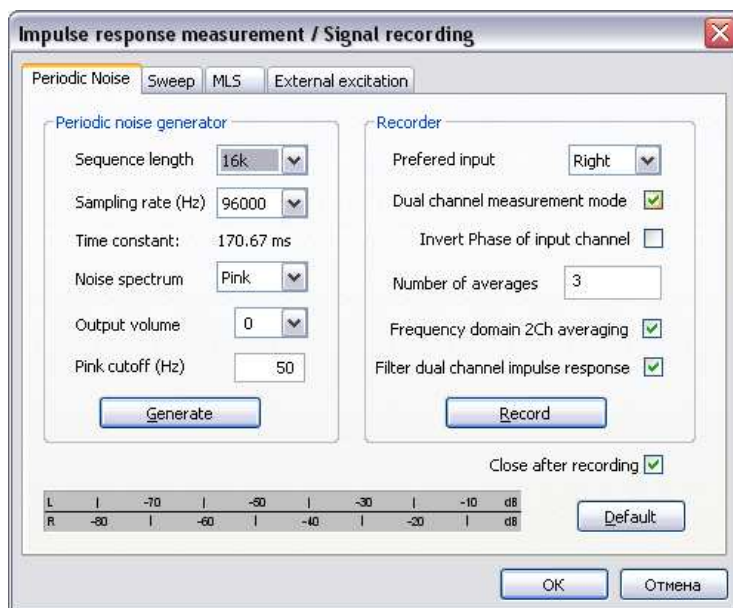 Impulse response measurement / Signal recording
Periodic Noise Sweep MLS External excitation
Periodic noise generator
Sequence length 16k
Sampling rate (Hz) 96000
Time constant: 170.67 ms
Noise spectrum Pink
Output volume 0
Pink cutoff (Hz) 50
Generate
Recorder
Prefered input Right
Dual channel measurement mode
Invert Phase of input channel
Number of averages 3
Frequency domain 2Ch averaging
Filter dual channel impulse response
Record
Close after recording
L | -70 | -50 | -30 | -10 dB
R -80 | -60 | -40 | -20 | dB
Default
OK Отмена